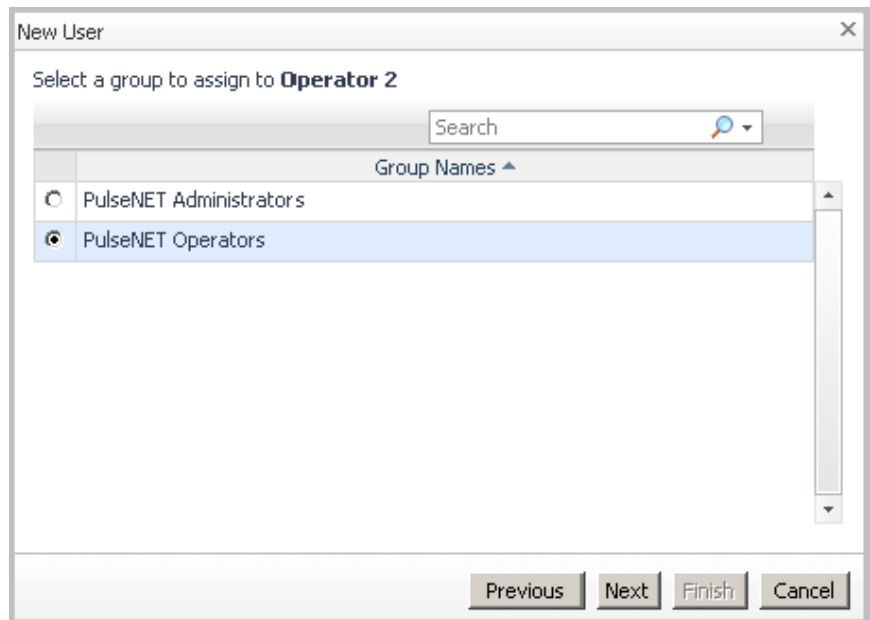 New User
Select a group to assign to Operator 2
Search
Group Names
PulseNET Administrators
PulseNET Operators
Previous Next Finish Cancel